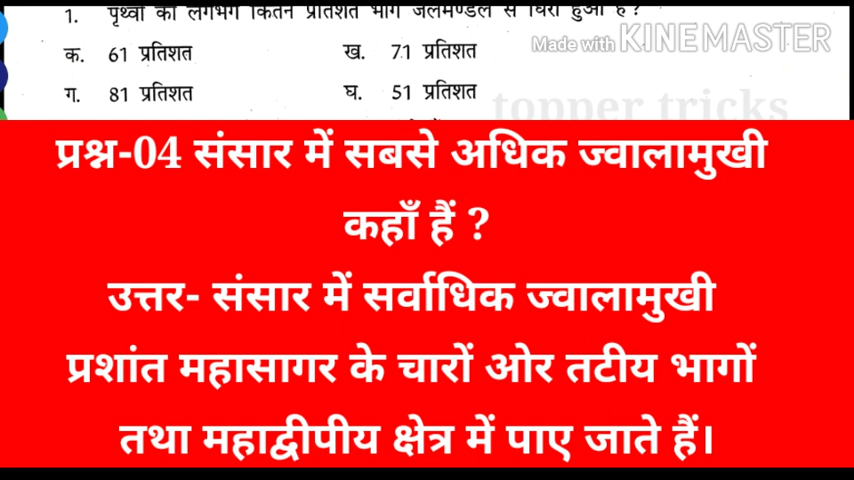 1. पृथ्वी का लगभग कितने प्रतिशत भाग जलमण्डल से घिरा हुआ है?
क. 61 प्रतिशत ख. 71 प्रतिशत
Made with KINEMASTER
ग. 81 प्रतिशत घ. 51 प्रतिशत
topper tricks
प्रश्न-04 संसार में सबसे अधिक ज्वालामुखी
कहाँ हैं ?
उत्तर- संसार में सर्वाधिक ज्वालामुखी
प्रशांत महासागर के चारों ओर तटीय भागों
तथा महाद्वीपीय क्षेत्र में पाए जाते हैं।